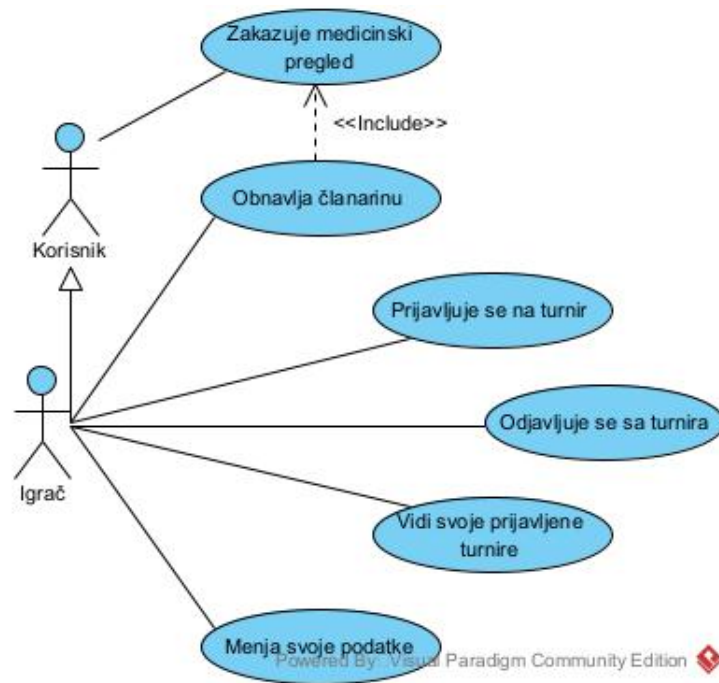 Zakazuje medicinski
pregled
<<Include>>
Korisnik
Obnavlja članarinu
Prijavljuje se na turnir
Odjavljuje se sa turnira
Igrač
Vidi svoje prijavljene
turnire
Menja svoje podatke
Powered By: Visual Paradigm Community Edition